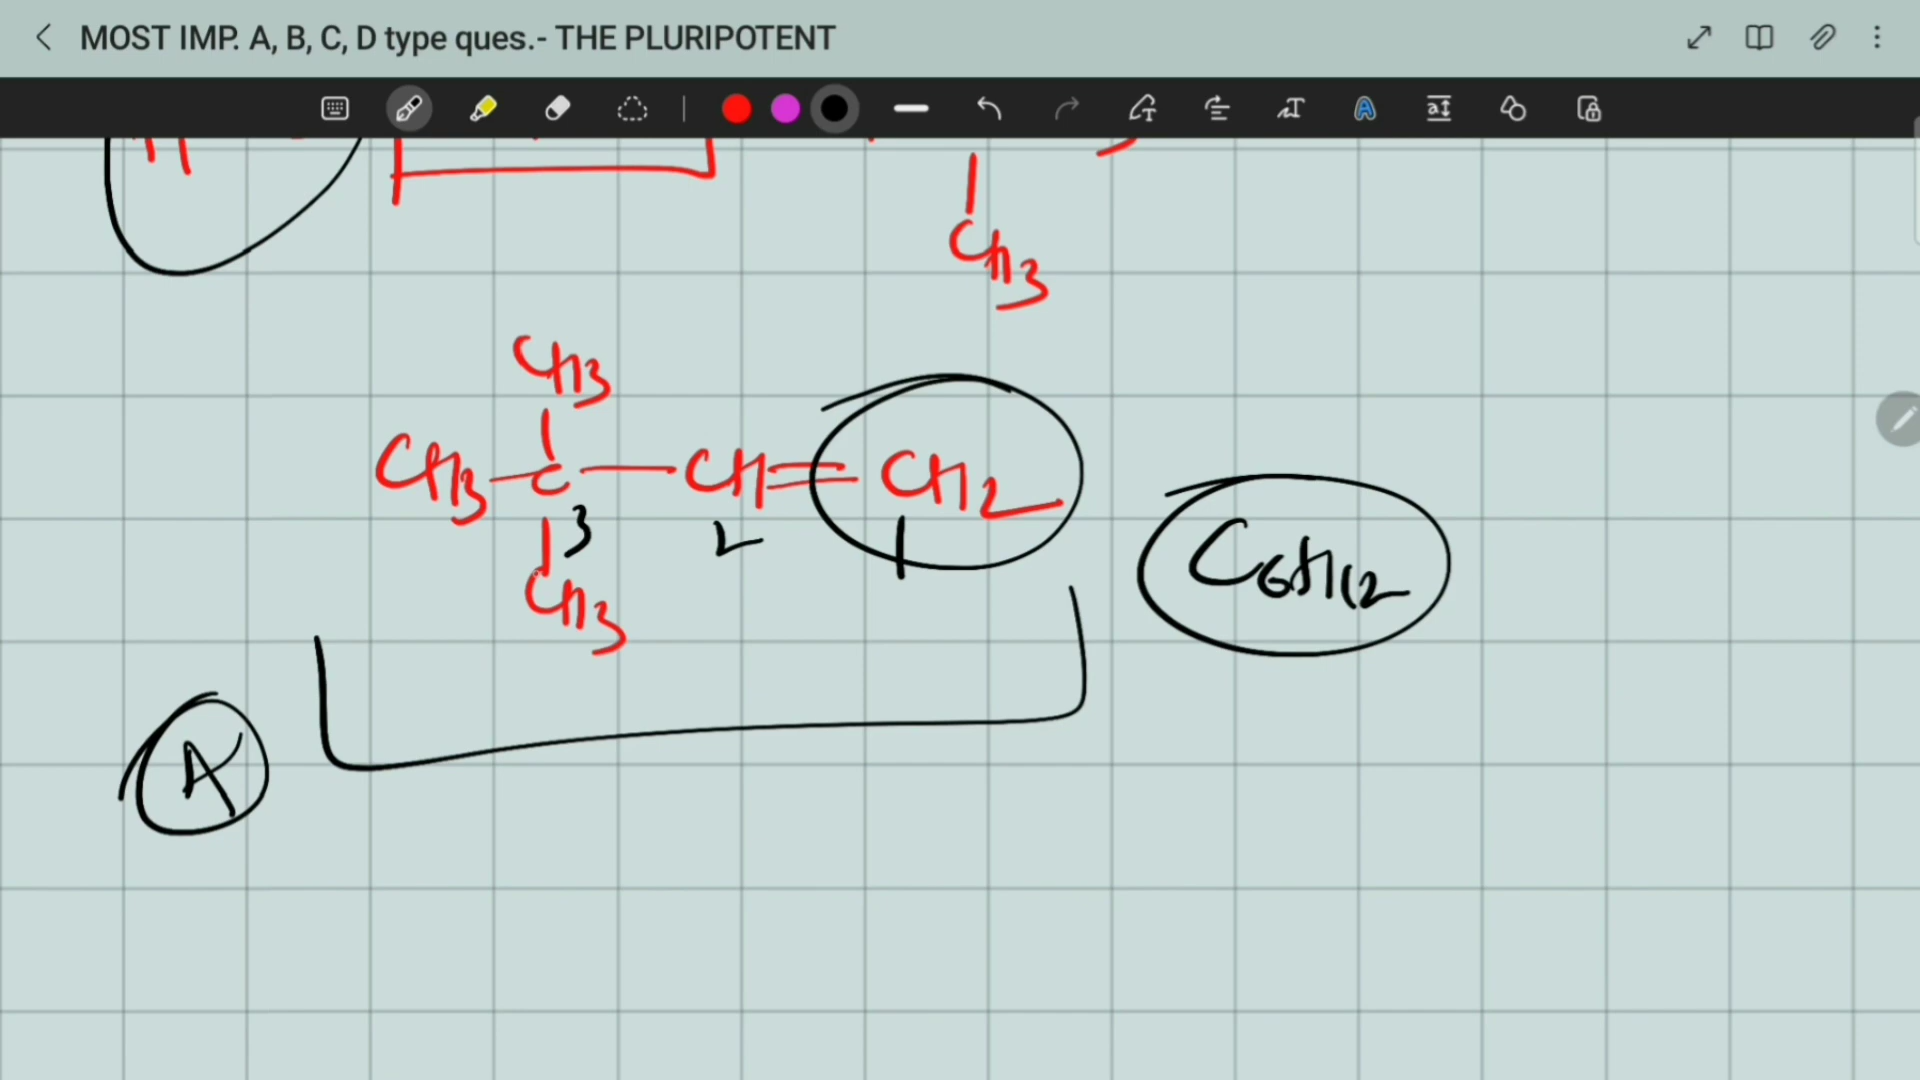 MOST IMP. A, B, C, D type ques.- THE PLURIPOTENT
CH3
CH3
CH3-C-CH=CH2
3 2 1
CH3
C6H12
A